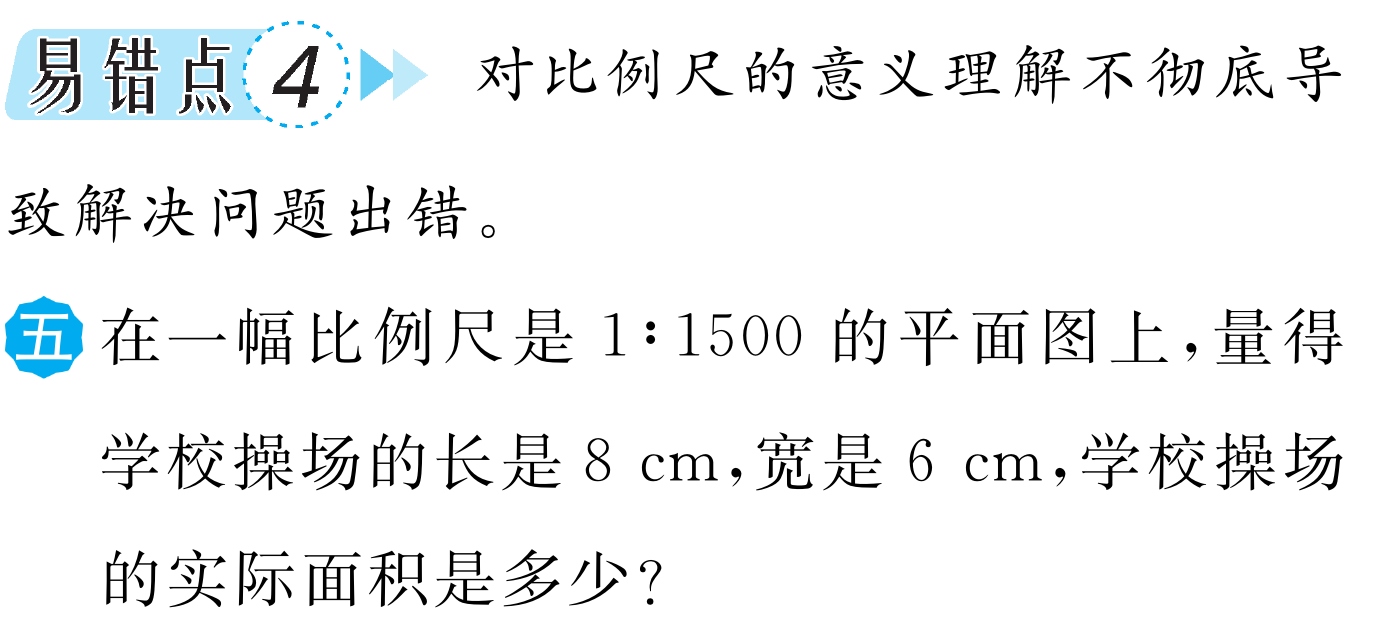 易错点4 对比例尺的意义理解不彻底导
致解决问题出错。
五 在一幅比例尺是 1∶1500 的平面图上,量得
学校操场的长是 8 cm,宽是 6 cm,学校操场
的实际面积是多少?